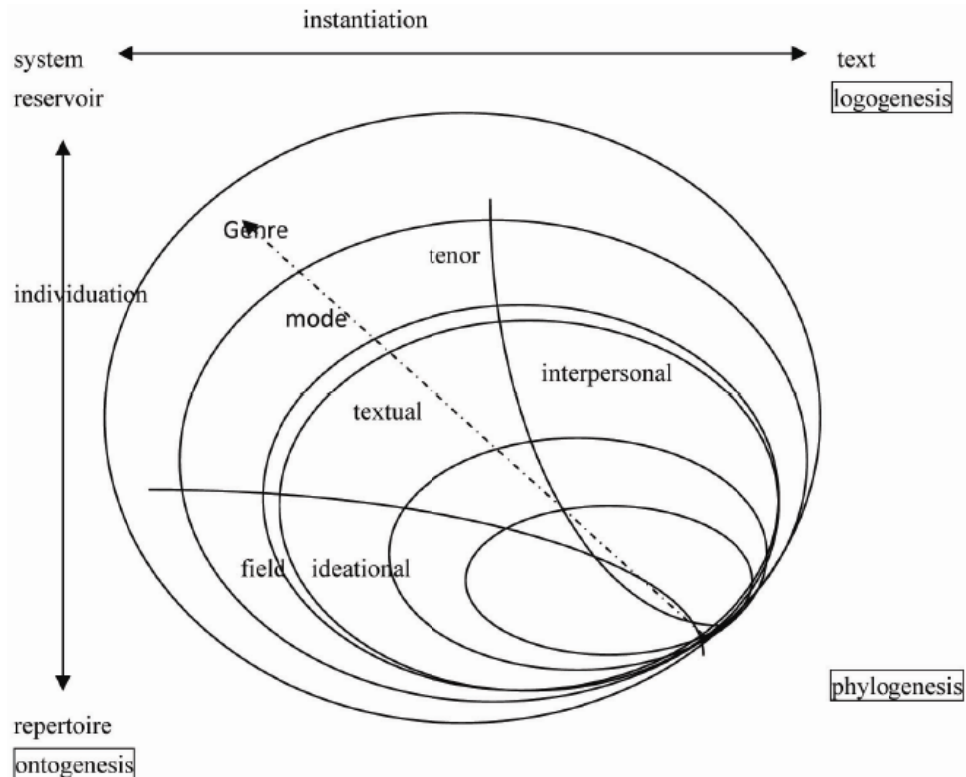 instantiation
system
text
reservoir
logogenesis
Genre
tenor
individuation
mode
interpersonal
textual
field
ideational
phylogenesis
repertoire
ontogenesis